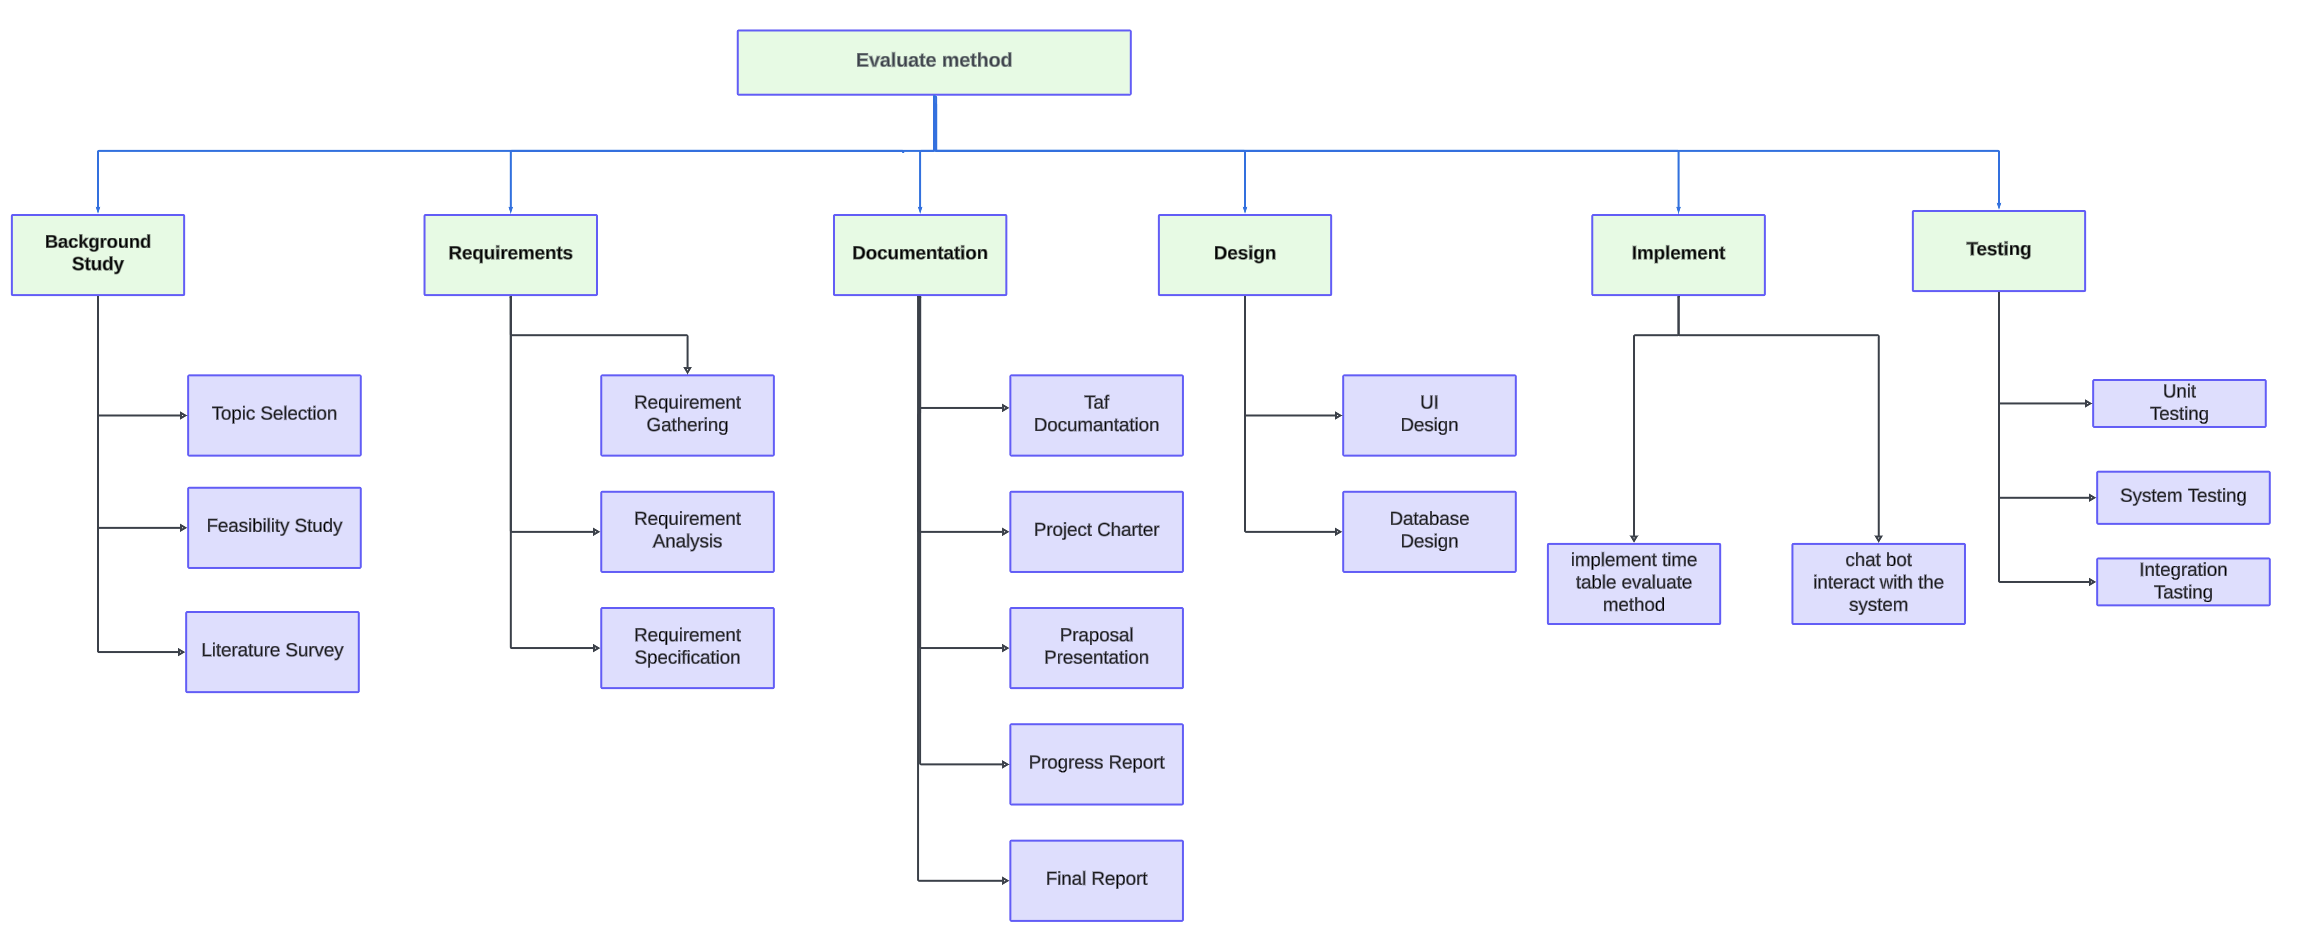 Evaluate method
Background
Study
Requirements
Documentation
Design
Implement
Testing
Topic Selection
Feasibility Study
Literature Survey
Requirement
Gathering
Requirement
Analysis
Requirement
Specification
Taf
Documantation
Project Charter
Praposal
Presentation
Progress Report
Final Report
UI
Design
Database
Design
implement time
table evaluate
method
chat bot
interact with the
system
Unit
Testing
System Testing
Integration
Tasting